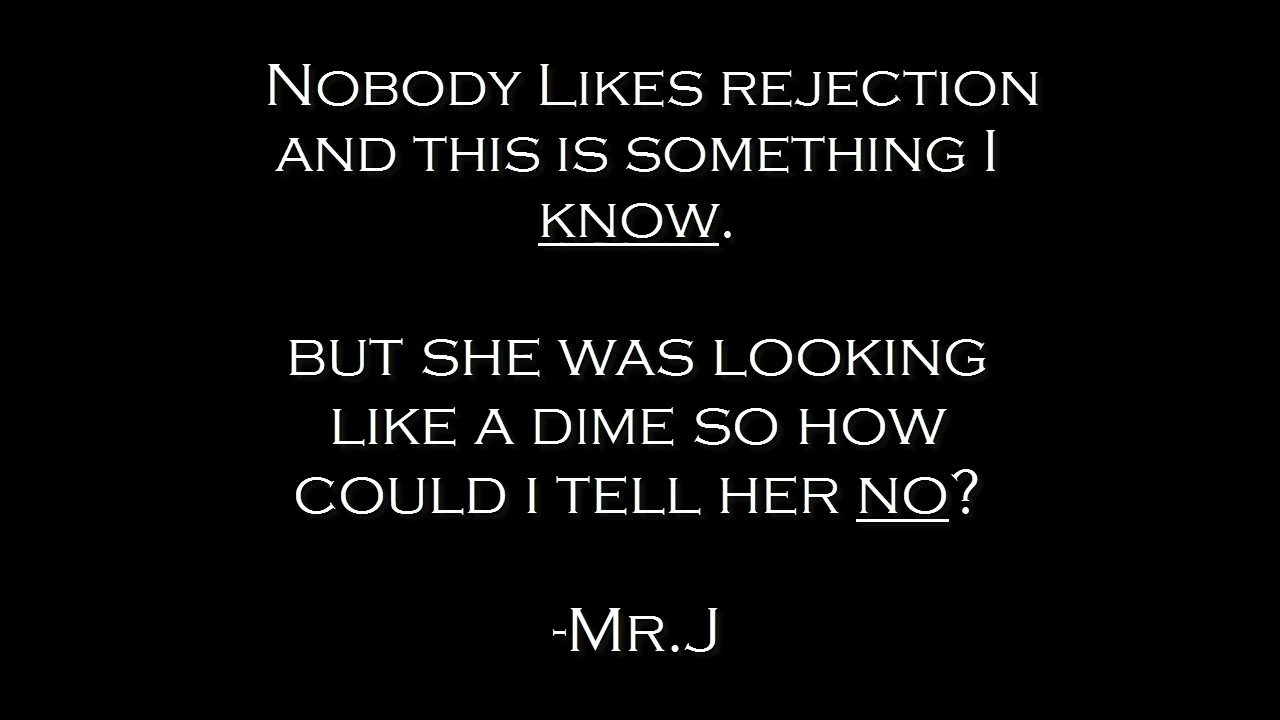 Nobody Likes rejection
and this is something I
know.
but she was looking
like a dime so how
could i tell her no?
-Mr.J